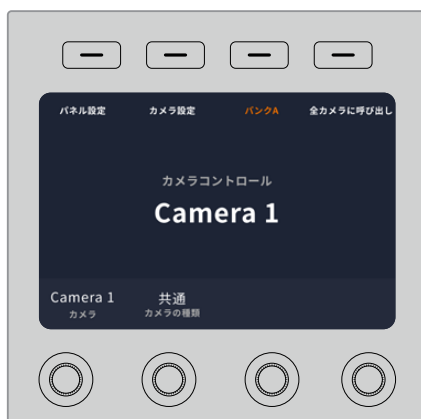 パネル設定 カメラ設定 バンクA 全カメラに呼び出し
カメラコントロール
Camera 1
Camera 1 共通
カメラ カメラの種類